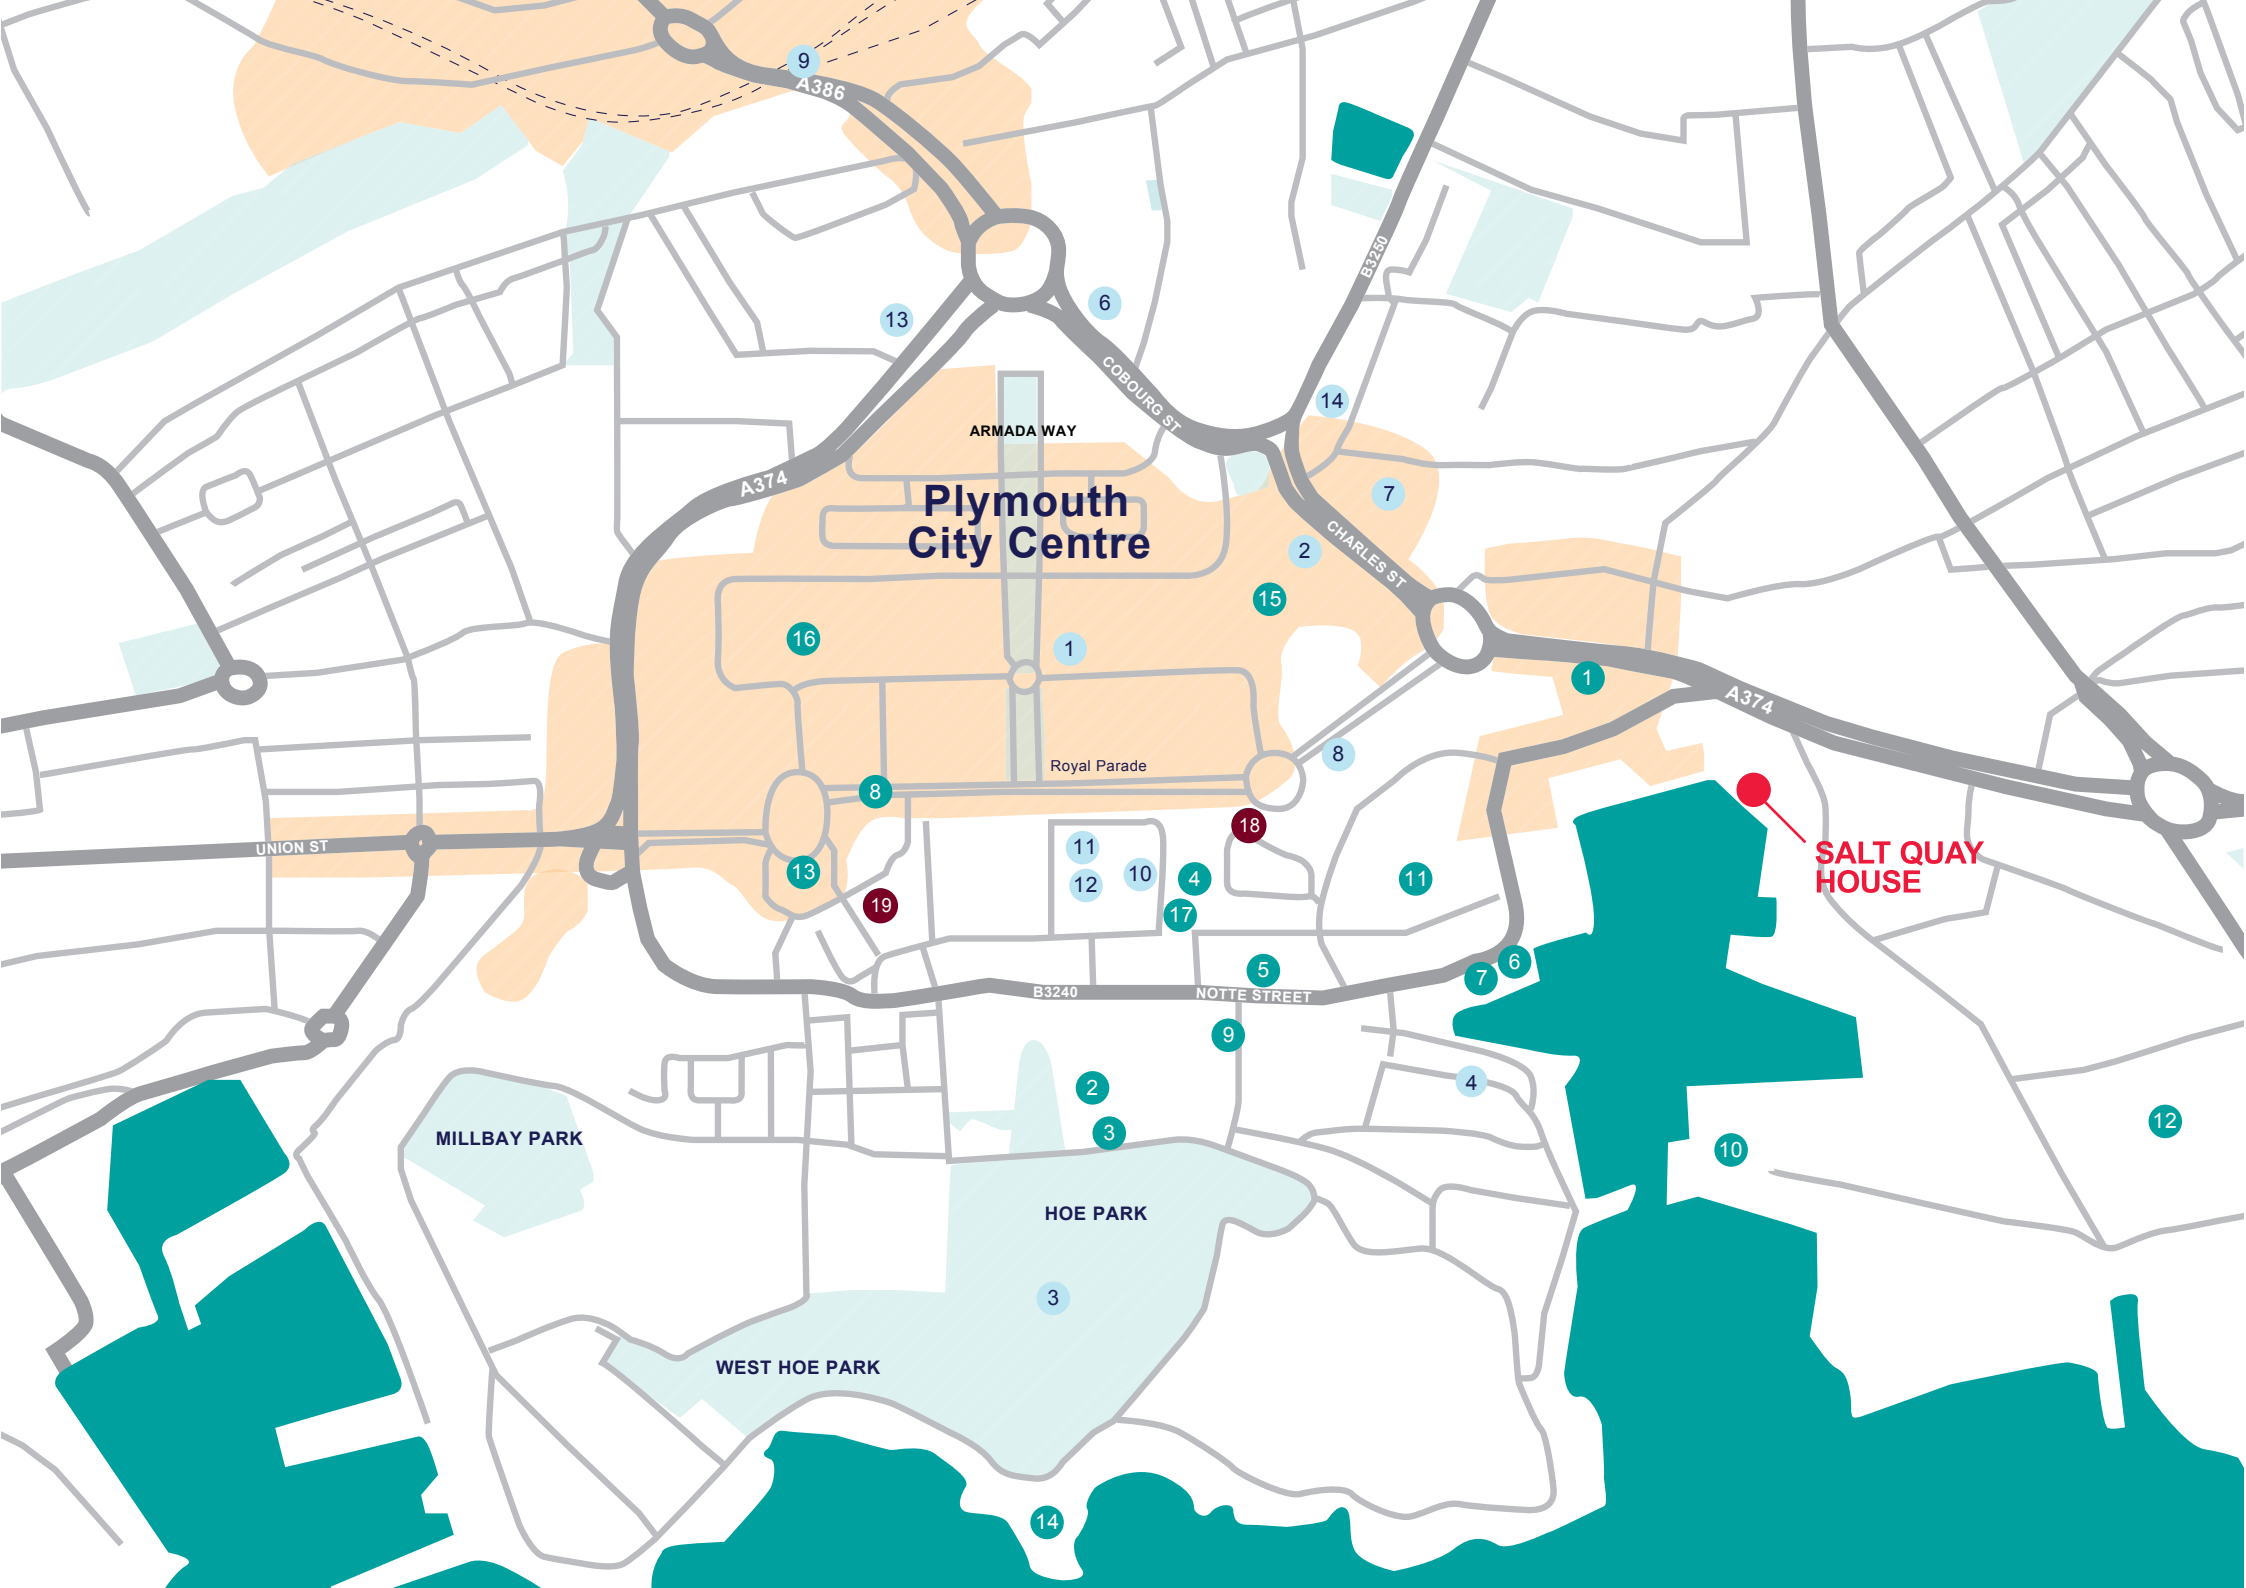 9
A386
B3250
6
13
COBOURG ST
14
ARMADA WAY
A374
7
Plymouth
City Centre
CHARLES ST
2
15
16
1
1
A374
8
Royal Parade
8
SALT QUAY
HOUSE
18
UNION ST
11
10
12
13
4
11
19
17
6
5
7
B3240
NOTTE STREET
9
4
2
3
12
MILLBAY PARK
10
HOE PARK
3
WEST HOE PARK
14